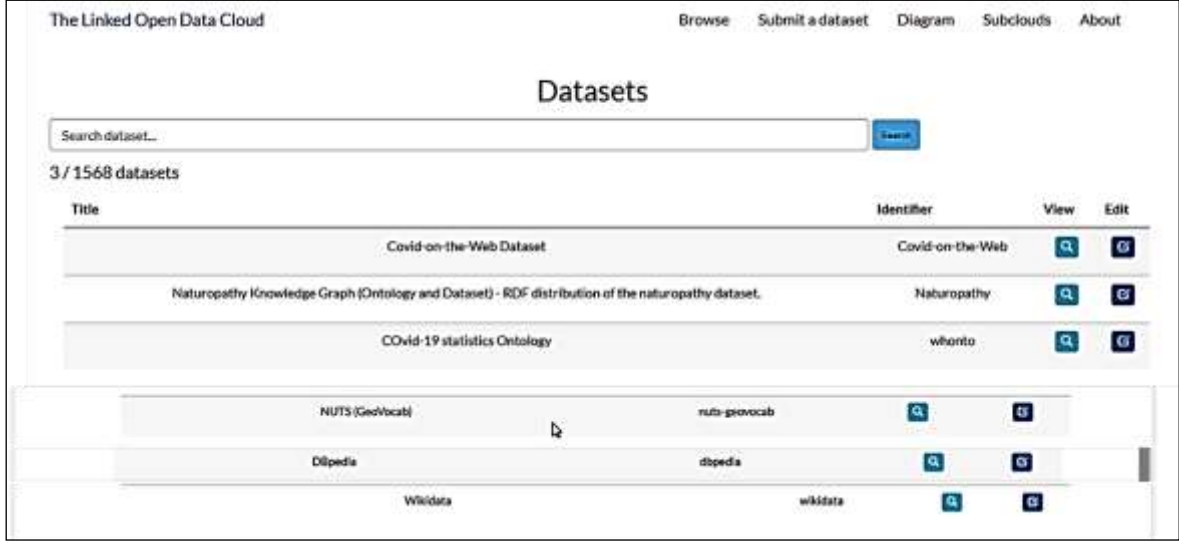 The Linked Open Data Cloud Browse Submit a dataset Diagram Subclouds About
Datasets
Search dataset... Search
3 / 1568 datasets
Title Identifier View Edit
Covid-on-the-Web Dataset Covid-on-the-Web
Naturopathy Knowledge Graph (Ontology and Dataset) - RDF distribution of the naturopathy dataset. Naturopathy
COvid-19 statistics Ontology whonto
NUTS (GeoVocab) nuts-geovocab
DBpedia dbpedia
Wikidata wikidata